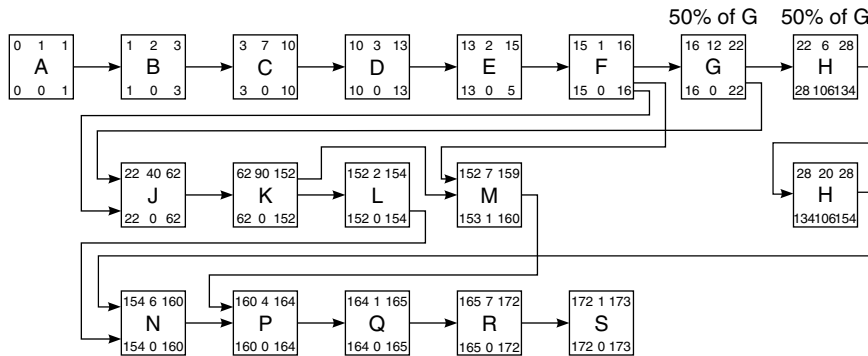 50% of G 50% of G
0 1 1 1 2 3 3 7 10 10 3 13 13 2 15 15 1 16 16 12 22 22 6 28
A B C D E F G H
0 0 1 1 0 3 3 0 10 10 0 13 13 0 5 15 0 16 16 0 22 28 106134
22 40 62 62 90 152 152 2 154 152 7 159 28 20 28
J K L M H
22 0 62 62 0 152 152 0 154 153 1 160 134106154
154 6 160 160 4 164 164 1 165 165 7 172 172 1 173
N P Q R S
154 0 160 160 0 164 164 0 165 165 0 172 172 0 173